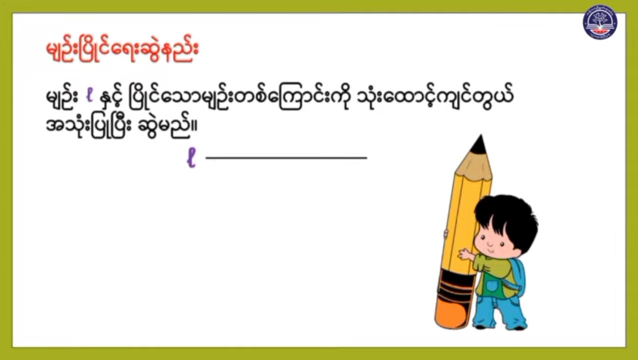 မျဉ်းပြိုင်ရေးဆွဲနည်း
မျဉ်း ℓ နှင့် ပြိုင်သောမျဉ်းတစ်ကြောင်းကို သုံးထောင့်ကျင်တွယ်
အသုံးပြုပြီး ဆွဲမည်။
ℓ